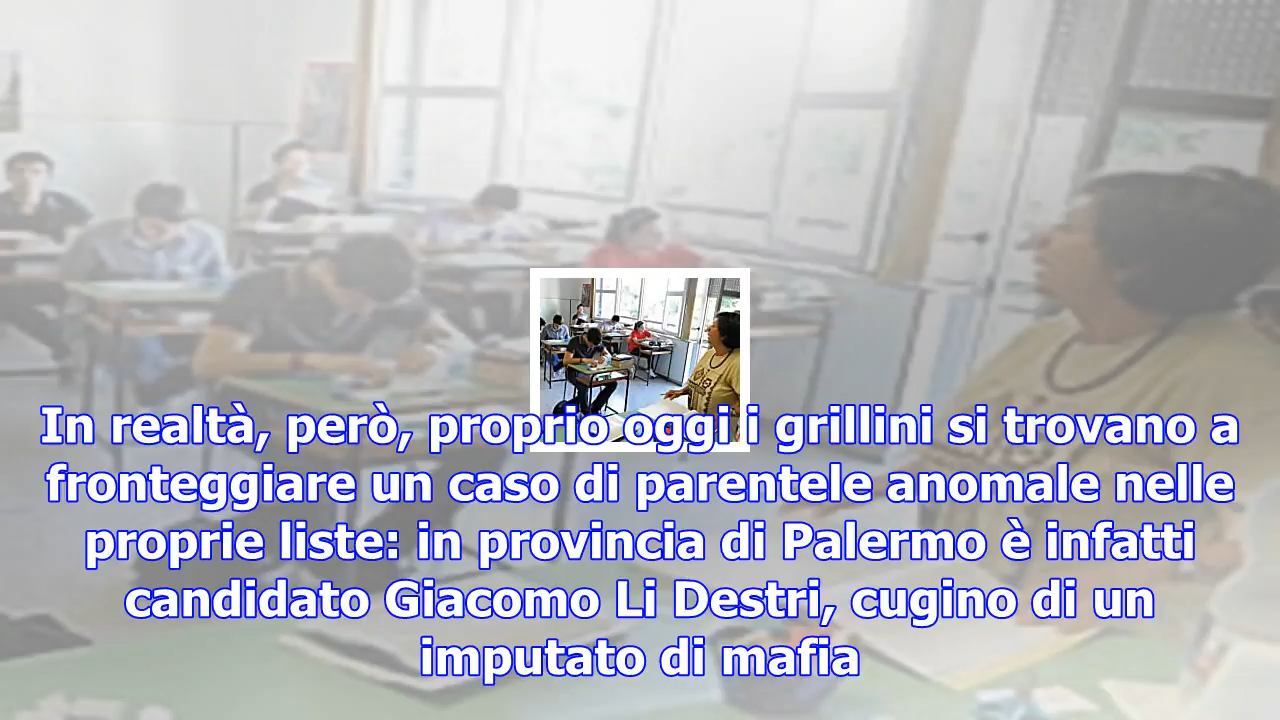 In realtà, però, proprio oggi i grillini si trovano a
fronteggiare un caso di parentele anomale nelle
proprie liste: in provincia di Palermo è infatti
candidato Giacomo Li Destri, cugino di un
imputato di mafia